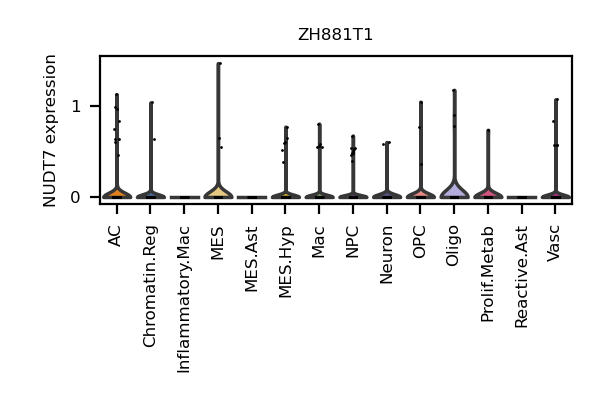 ZH881T1
NUDT7 expression
1
0
AC
Chromatin.Reg
Inflammatory.Mac
MES
MES.Ast
MES.Hyp
Mac
NPC
Neuron
OPC
Oligo
Prolif.Metab
Reactive.Ast
Vasc